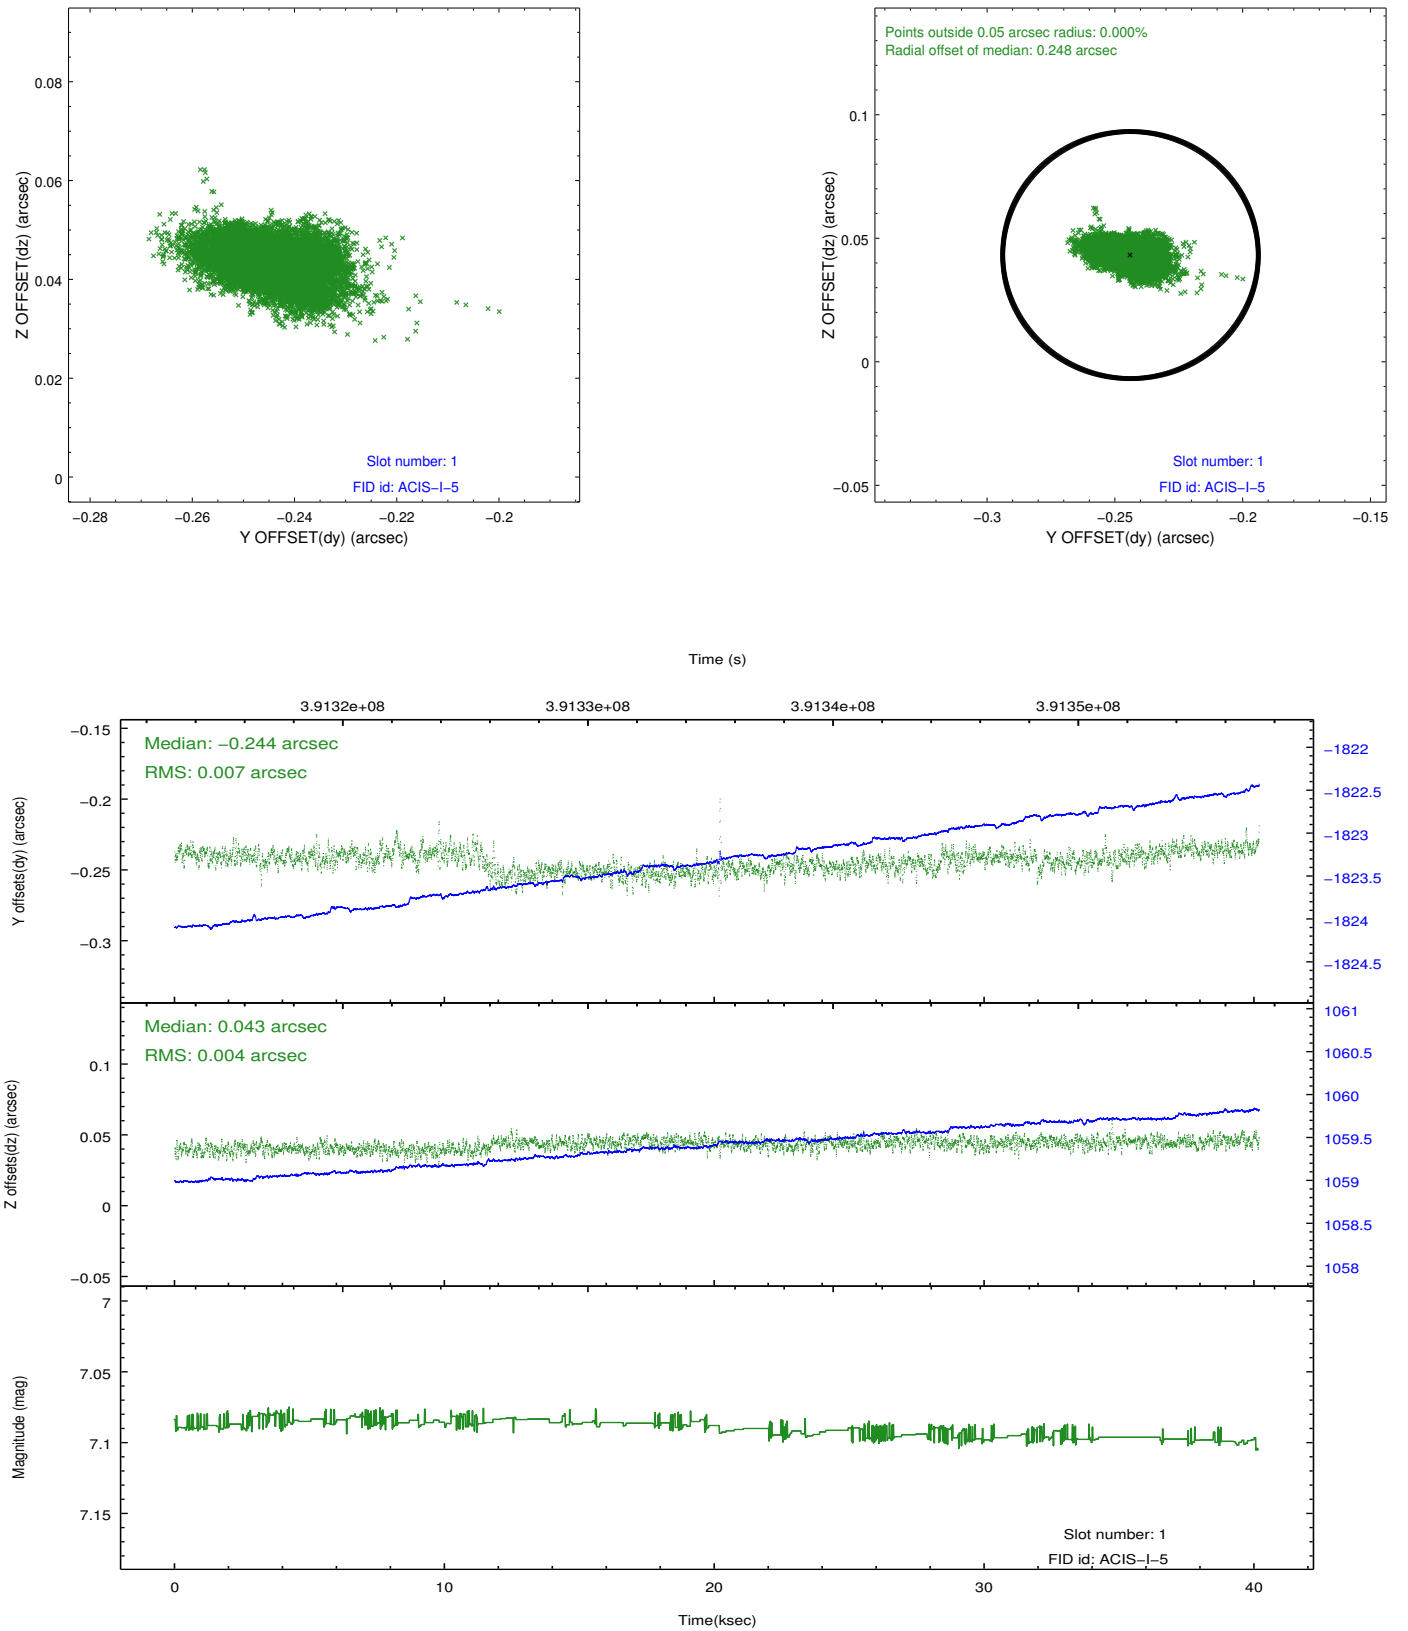 0.08
0.06
0.04
0.02
0
Z OFFSET(dz) (arcsec)
Slot number: 1
FID id: ACIS−I−5
−0.28
−0.26
−0.24
−0.22
−0.2
Y OFFSET(dy) (arcsec)
Points outside 0.05 arcsec radius: 0.000%
Radial offset of median: 0.248 arcsec
0.1
0.05
0
−0.05
Z OFFSET(dz) (arcsec)
Slot number: 1
FID id: ACIS−I−5
−0.3
−0.25
−0.2
−0.15
Y OFFSET(dy) (arcsec)
Time (s)
3.9132e+08
3.9133e+08
3.9134e+08
3.9135e+08
−0.15
−0.2
−0.25
−0.3
Y offsets(dy) (arcsec)
Median: −0.244 arcsec
RMS: 0.007 arcsec
−1822
−1822.5
−1823
−1823.5
−1824
−1824.5
0.1
0.05
0
−0.05
Z offsets(dz) (arcsec)
Median: 0.043 arcsec
RMS: 0.004 arcsec
1061
1060.5
1060
1059.5
1059
1058.5
1058
7
7.05
7.1
7.15
Magnitude (mag)
Slot number: 1
FID id: ACIS−I−5
0
10
20
30
40
Time(ksec)